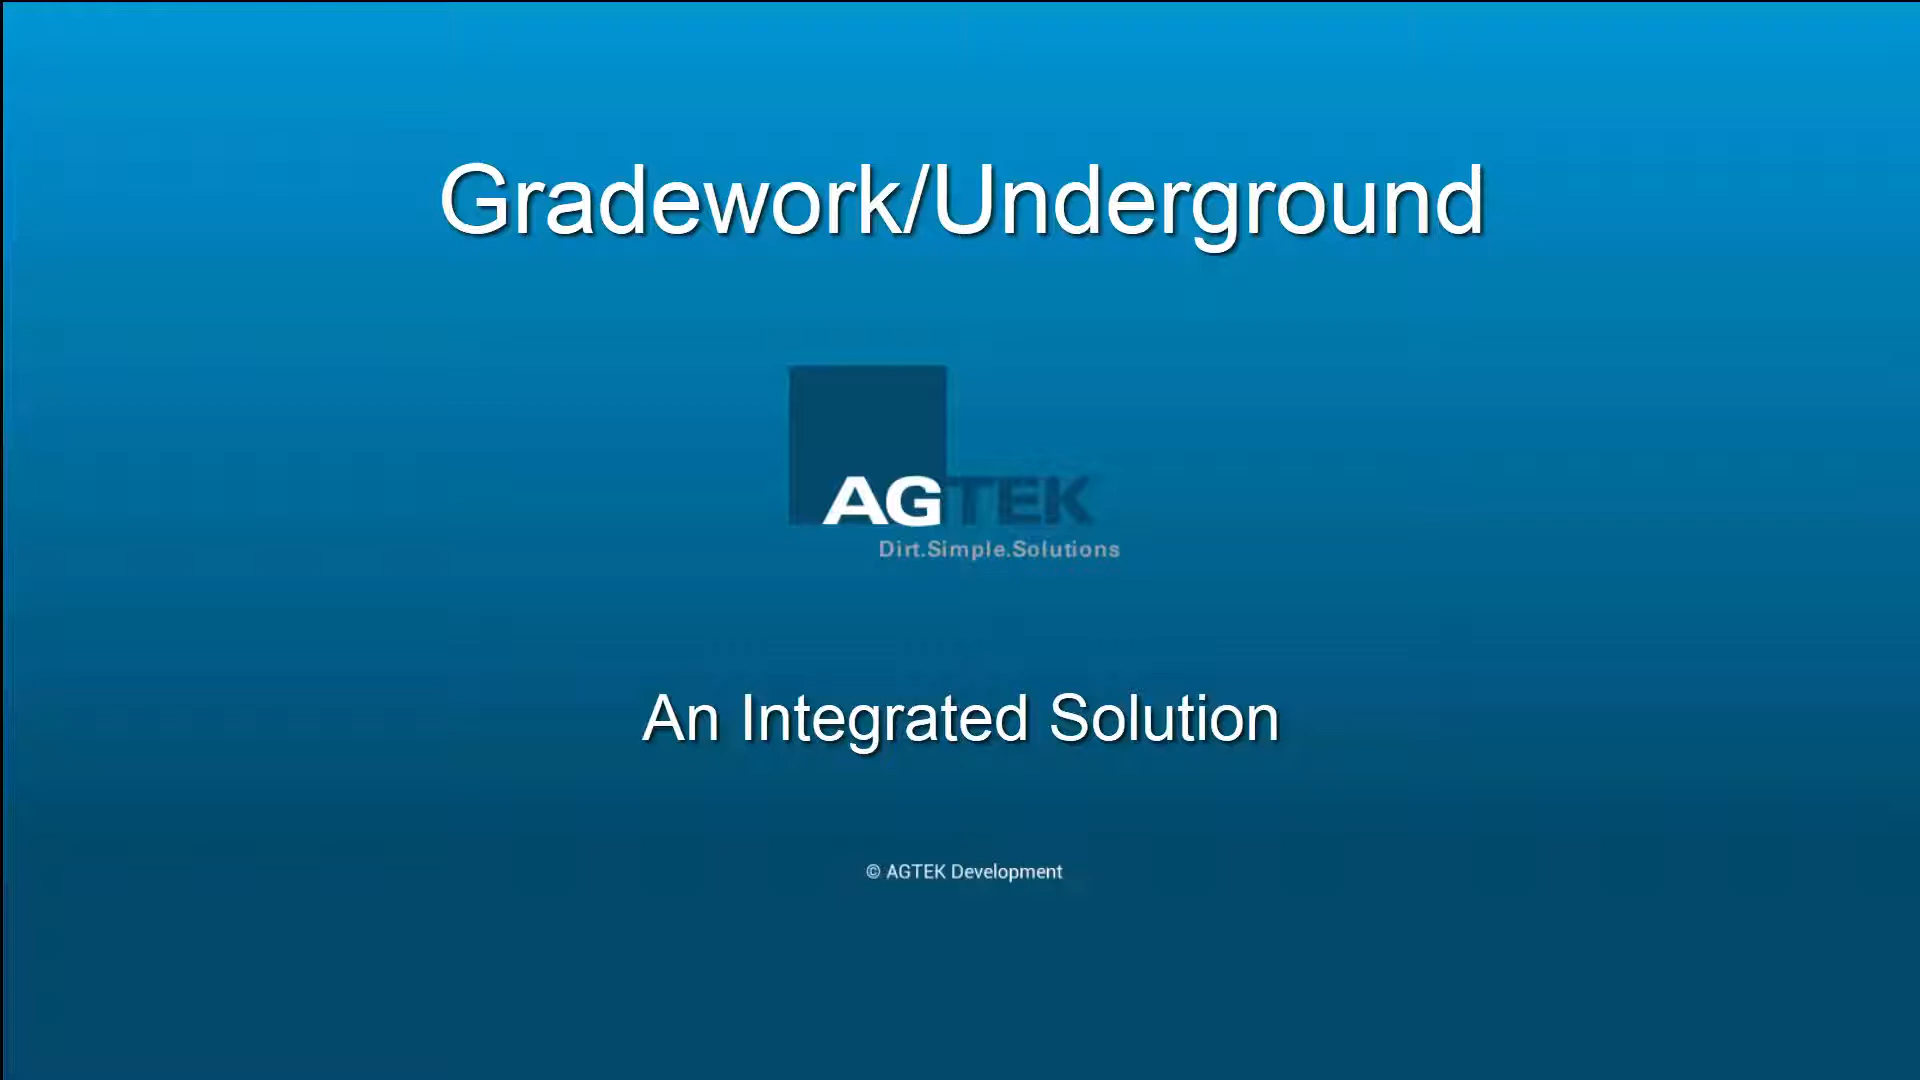 Gradework/Underground
AGTEK
Dirt.Simple.Solutions
An Integrated Solution
© AGTEK Development